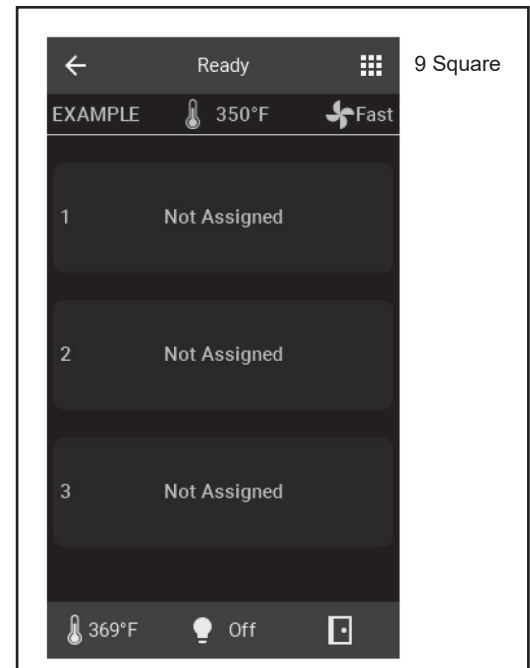 Ready
9 Square
EXAMPLE 350°F Fast
1 Not Assigned
2 Not Assigned
3 Not Assigned
369°F Off